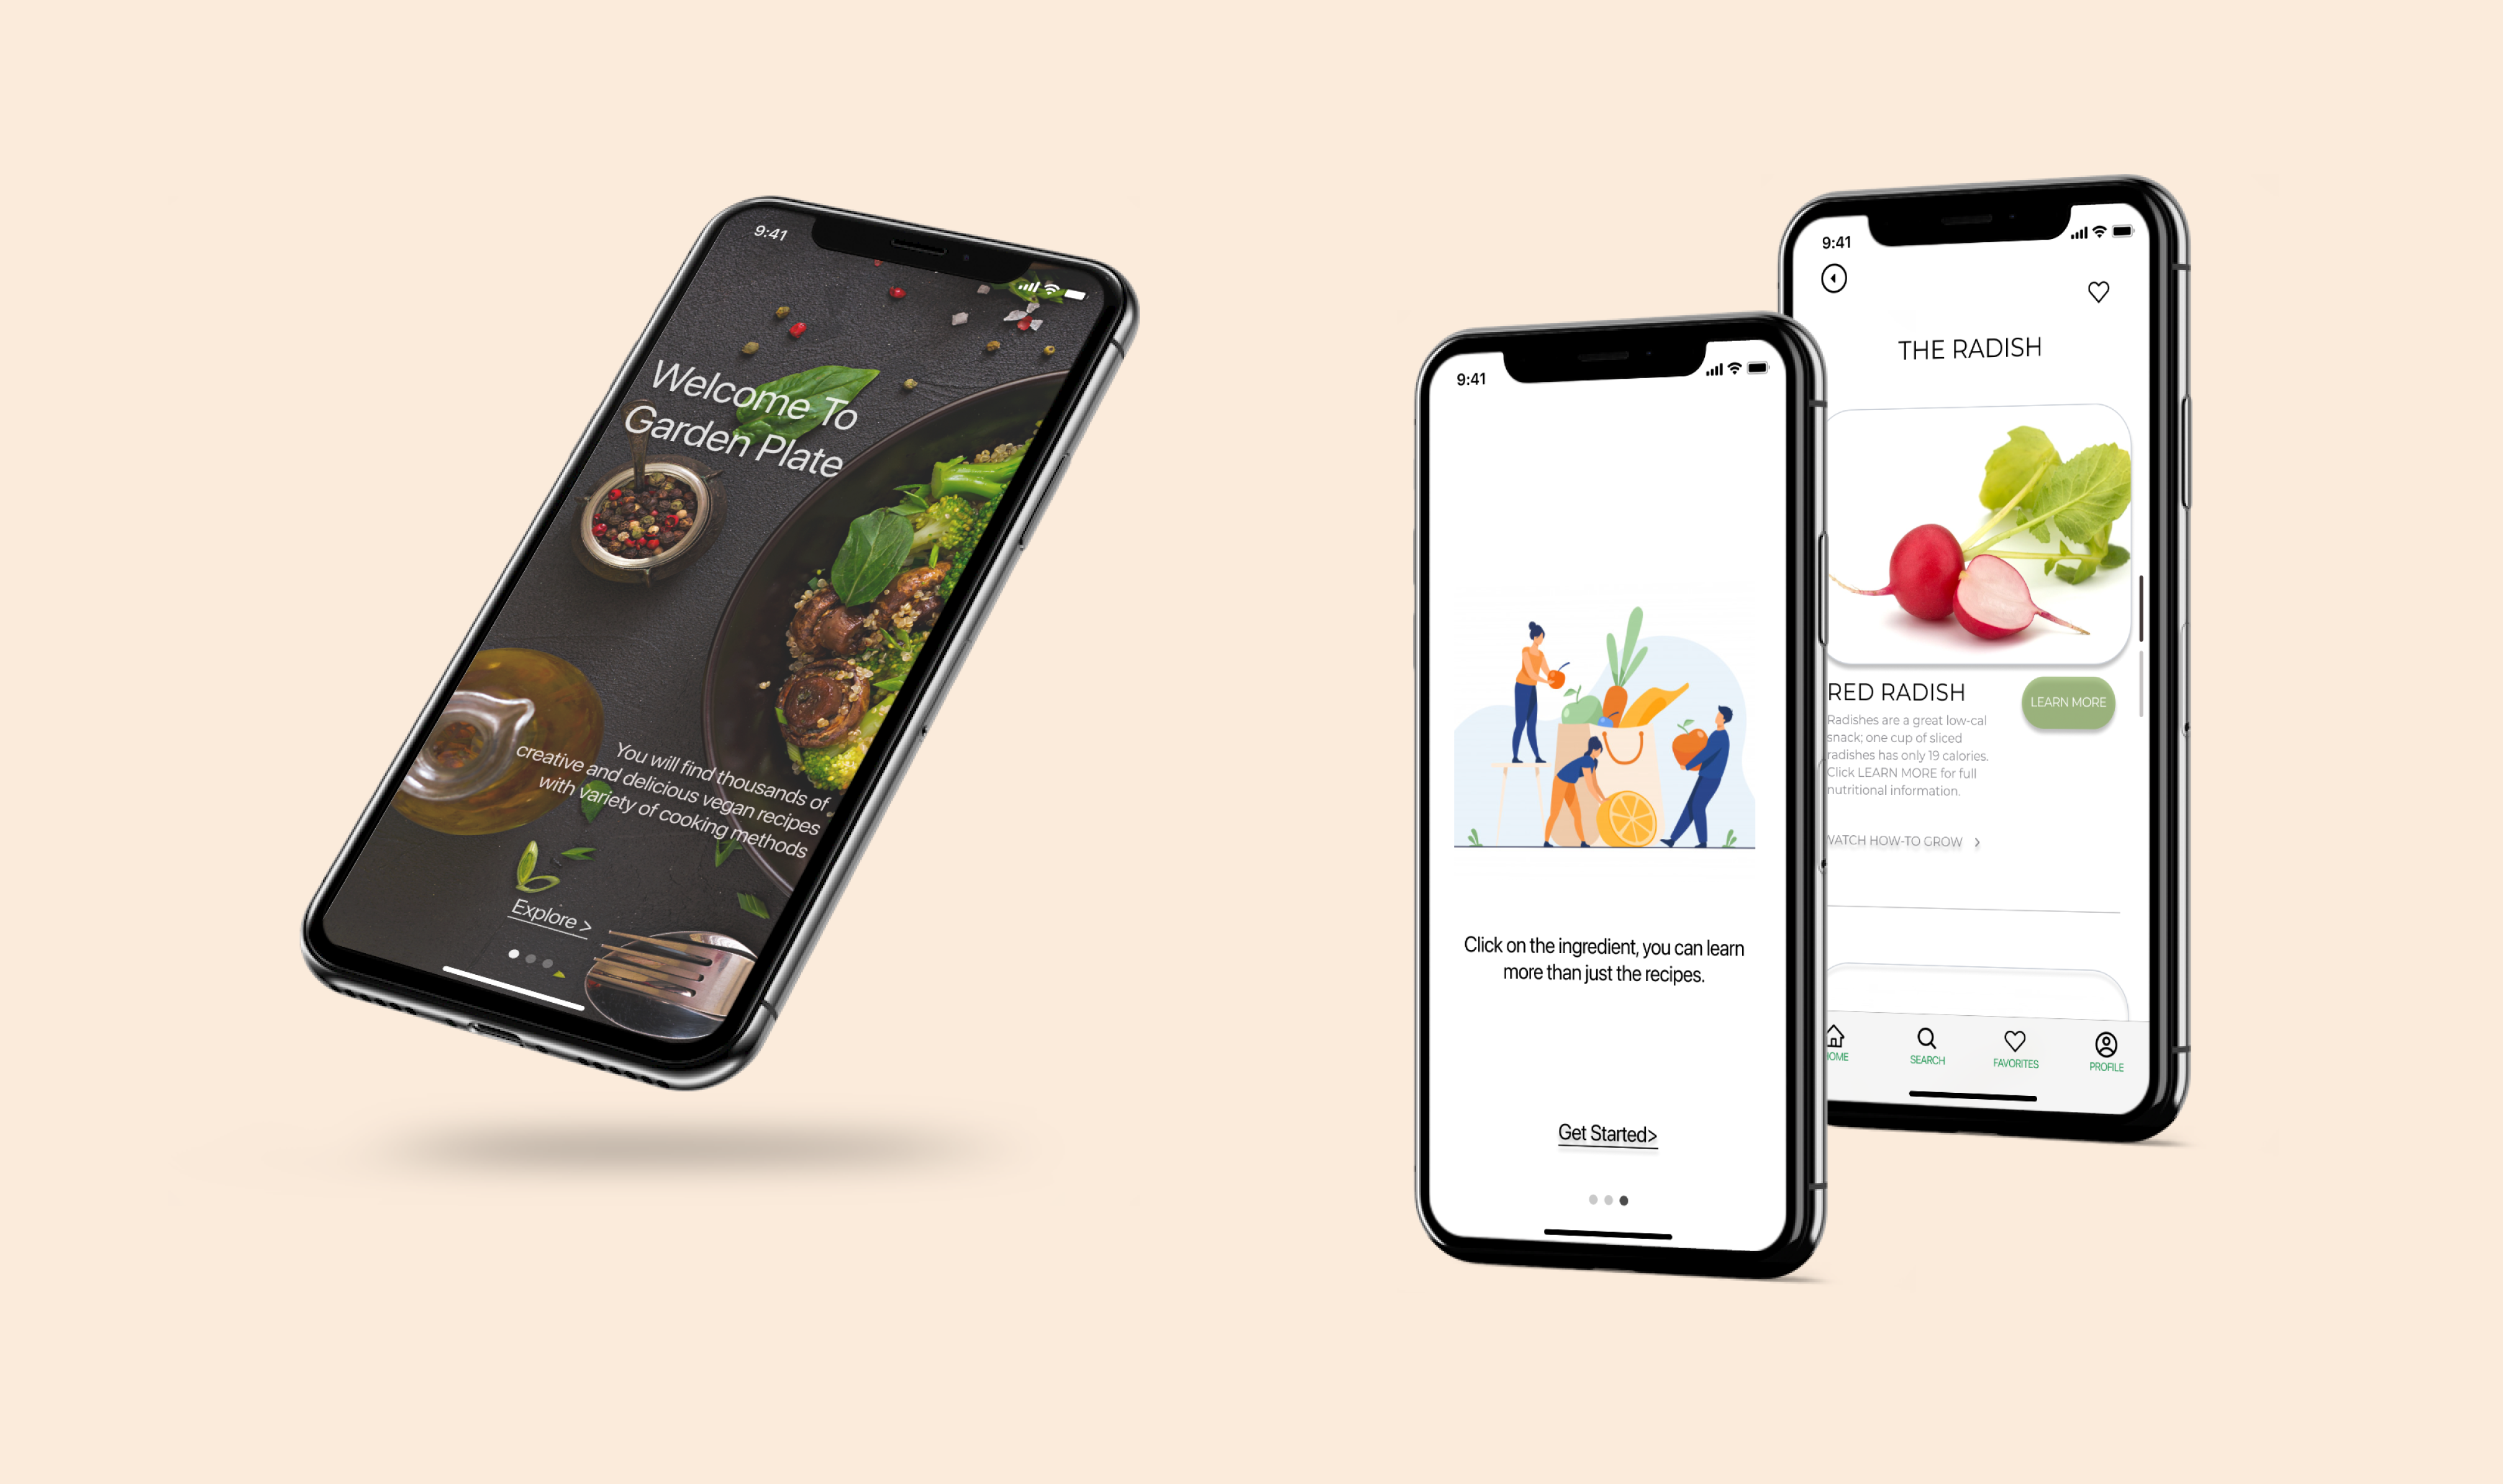 9:41
Welcome To
Garden Plate
You will find thousands of
creative and delicious vegan recipes
with variety of cooking methods
Explore >
9:41
Click on the ingredient, you can learn
more than just the recipes.
Get Started>
9:41
THE RADISH
RED RADISH
LEARN MORE
Radishes are a great low-cal
snack; one cup of sliced
radishes has only 19 calories.
Click LEARN MORE for full
nutritional information.
WATCH HOW-TO GROW >
HOME
SEARCH
FAVORITES
PROFILE